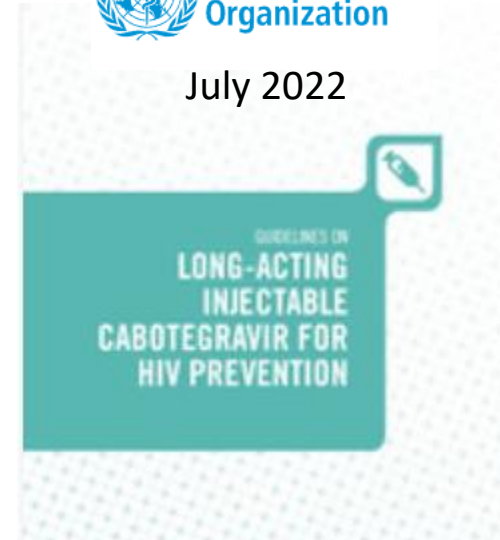 Organization
July 2022
GUIDELINES ON
LONG-ACTING
INJECTABLE
CABOTEGRAVIR FOR
HIV PREVENTION